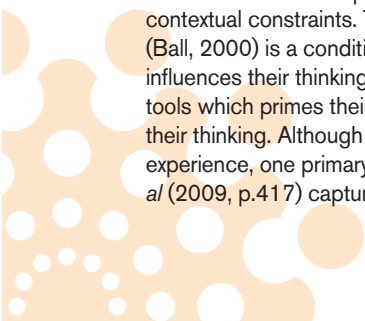 contextual constraints. T
(Ball, 2000) is a conditi
influences their thinking
tools which primes their
their thinking. Although
experience, one primary
al (2009, p.417) captur